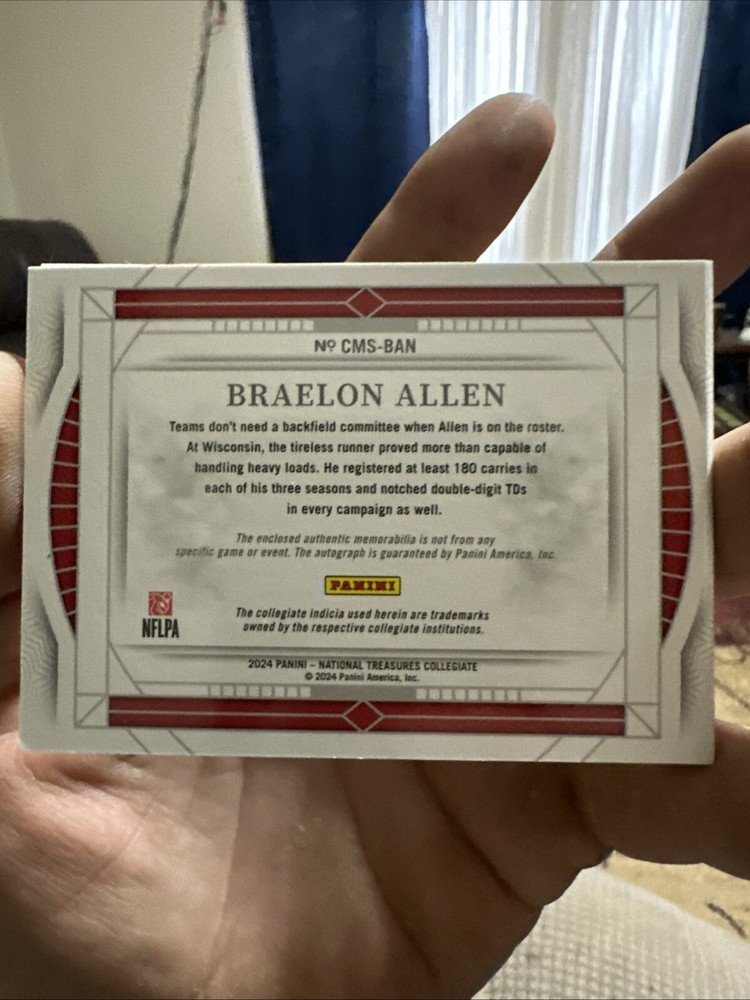 Nº CMS-BAN
BRAELON ALLEN
Teams don't need a backfield committee when Allen is on the roster.
At Wisconsin, the tireless runner proved more than capable of
handling heavy loads. He registered at least 180 carries in
each of his three seasons and notched double-digit TDs
in every campaign as well.
The enclosed authentic memorabilia is not from any
specific game or event. The autograph is guaranteed by Panini America, Inc.
PANINI
NFLPA
The collegiate indicia used herein are trademarks
owned by the respective collegiate institutions.
2024 PANINI – NATIONAL TREASURES COLLEGIATE
© 2024 Panini America, Inc.